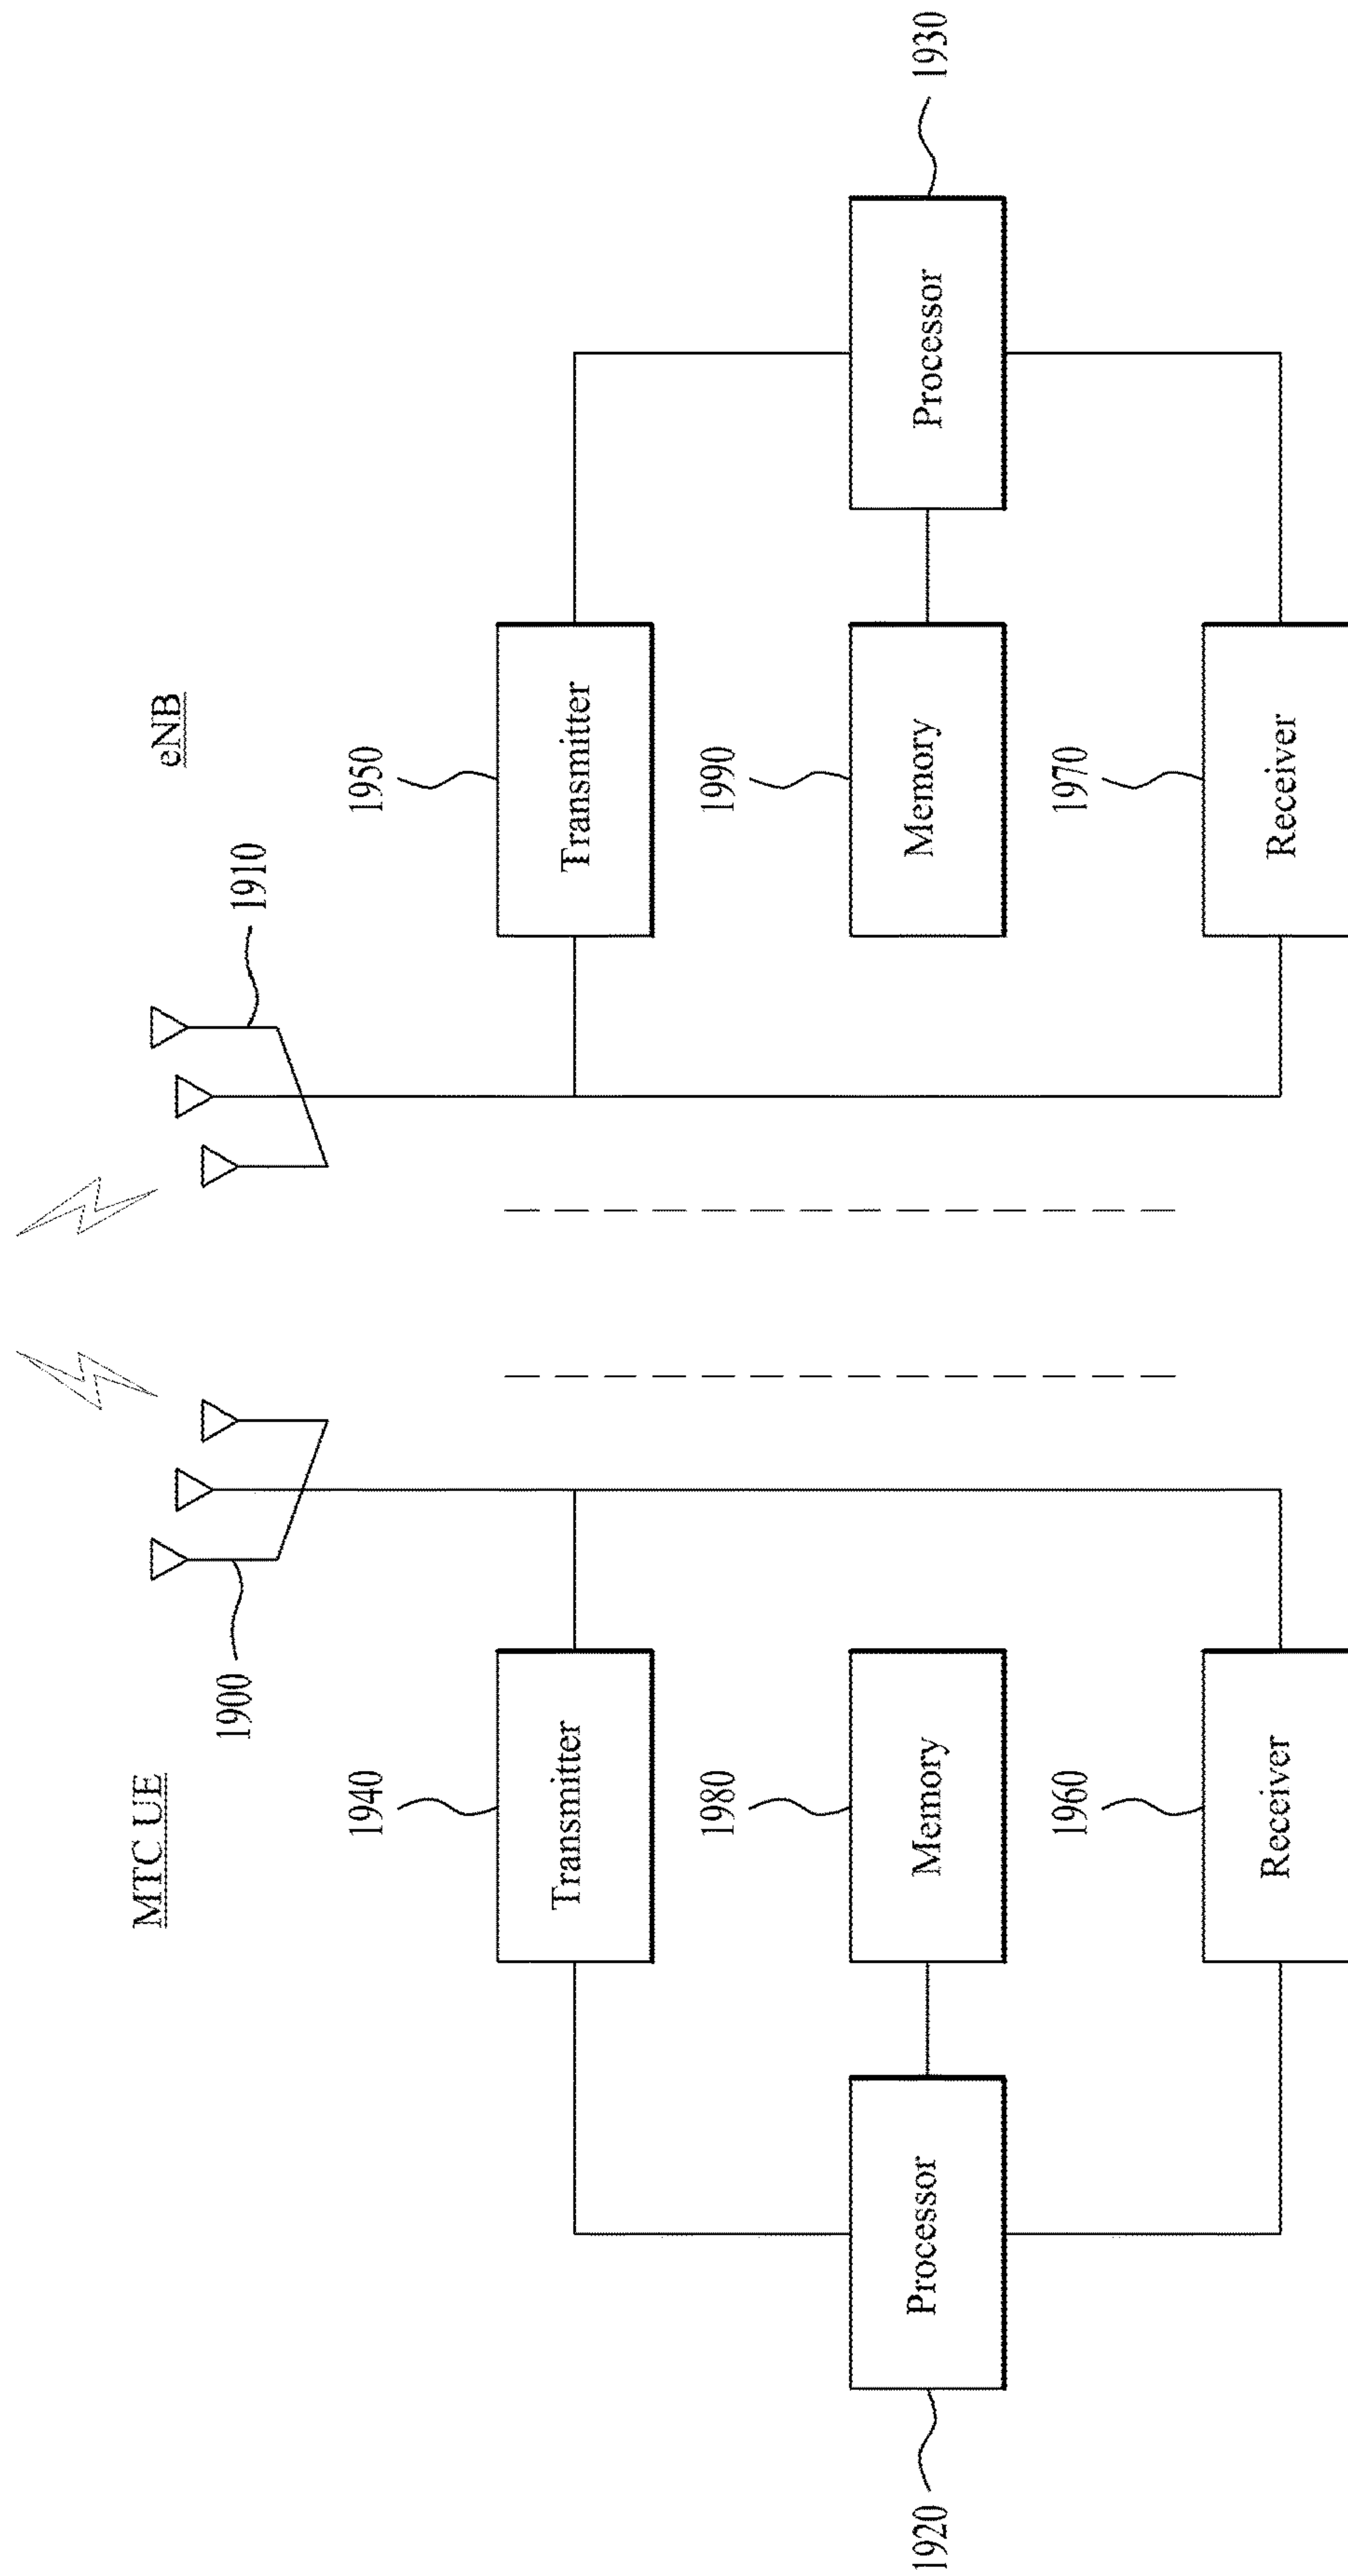 MTC UE
eNB
1900
1910
1940
Transmitter
1950
Transmitter
1920
Processor
1980
Memory
1990
Memory
Processor
1930
1960
Receiver
1970
Receiver